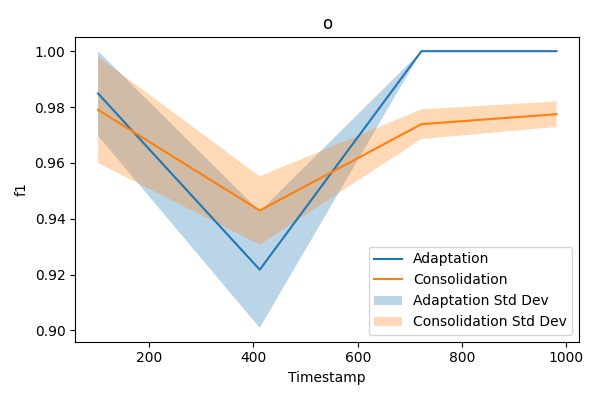 o
1.00
0.98
0.96
0.94
0.92
0.90
f1
200
400
600
800
1000
Timestamp
Adaptation
Consolidation
Adaptation Std Dev
Consolidation Std Dev